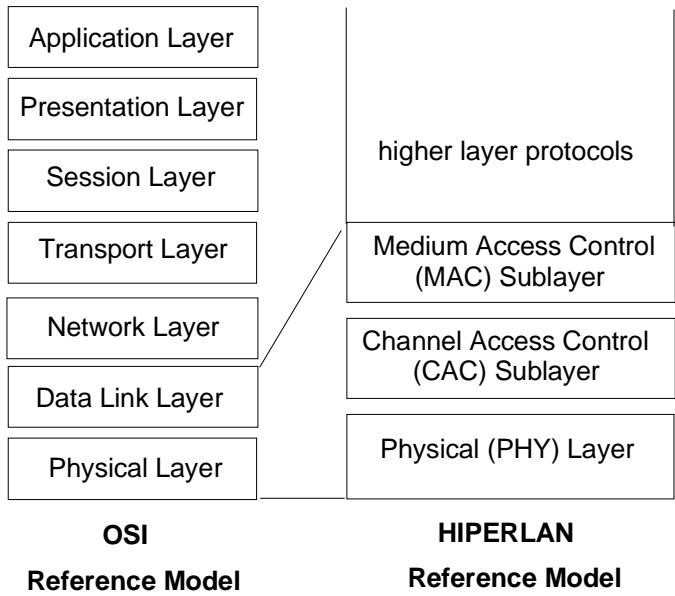 Application Layer
Presentation Layer
Session Layer
Transport Layer
Network Layer
Data Link Layer
Physical Layer
OSI
Reference Model
higher layer protocols
Medium Access Control
(MAC) Sublayer
Channel Access Control
(CAC) Sublayer
Physical (PHY) Layer
HIPERLAN
Reference Model